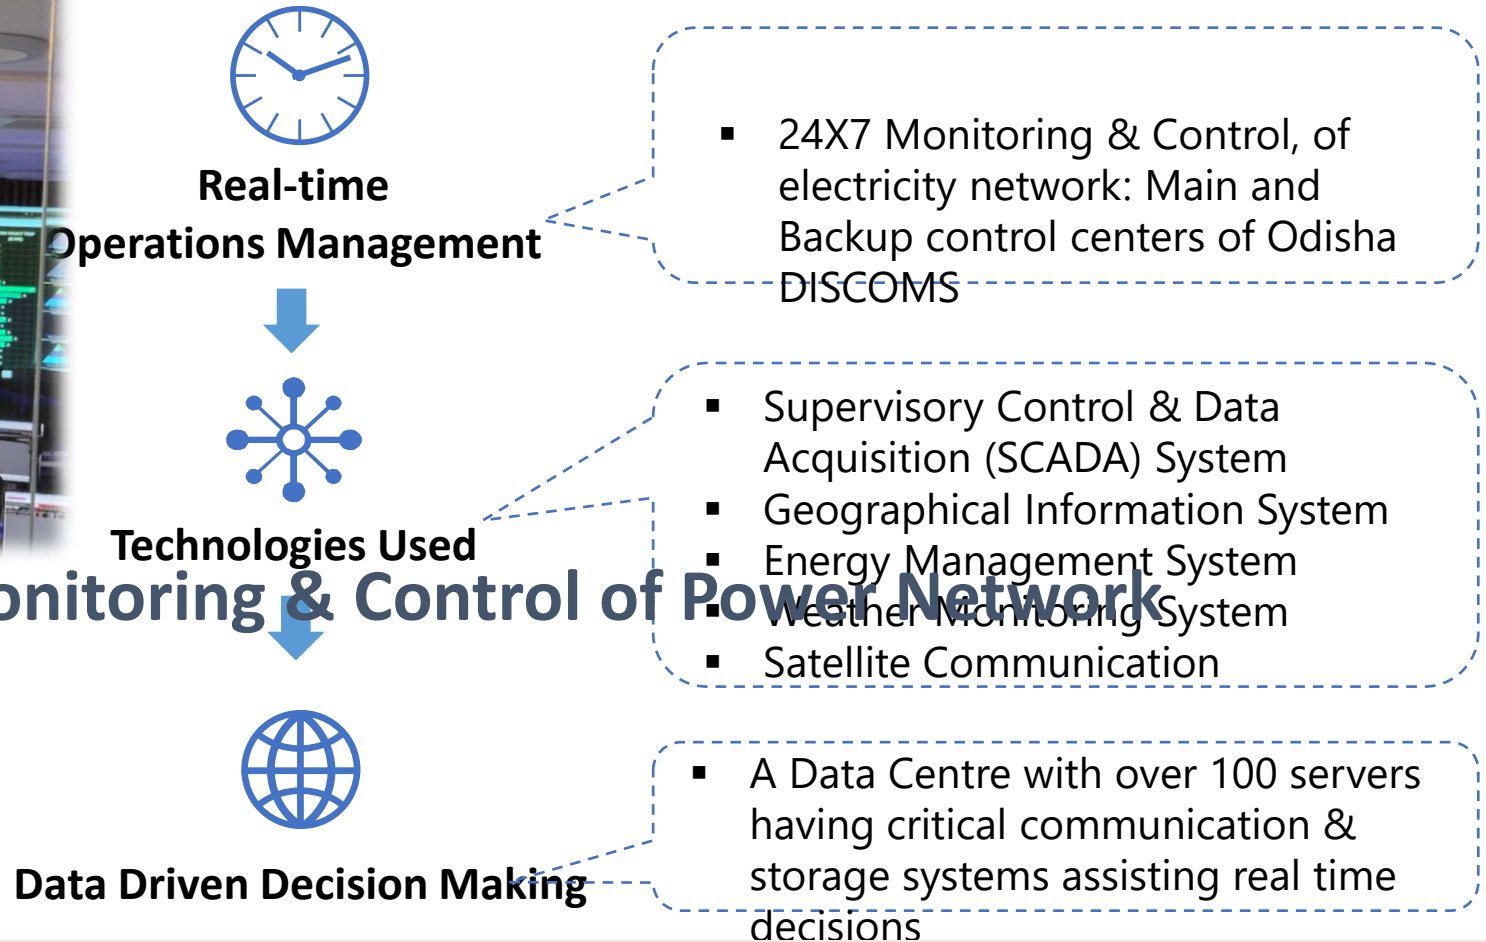 Real-time
Operations Management
▪ 24X7 Monitoring & Control, of
electricity network: Main and
Backup control centers of Odisha
DISCOMS
Technologies Used
▪ Supervisory Control & Data
Acquisition (SCADA) System
▪ Geographical Information System
▪ Energy Management System
▪ Weather Monitoring System
▪ Satellite Communication
onitoring & Control of Power Network
Data Driven Decision Making
▪ A Data Centre with over 100 servers
having critical communication &
storage systems assisting real time
decisions